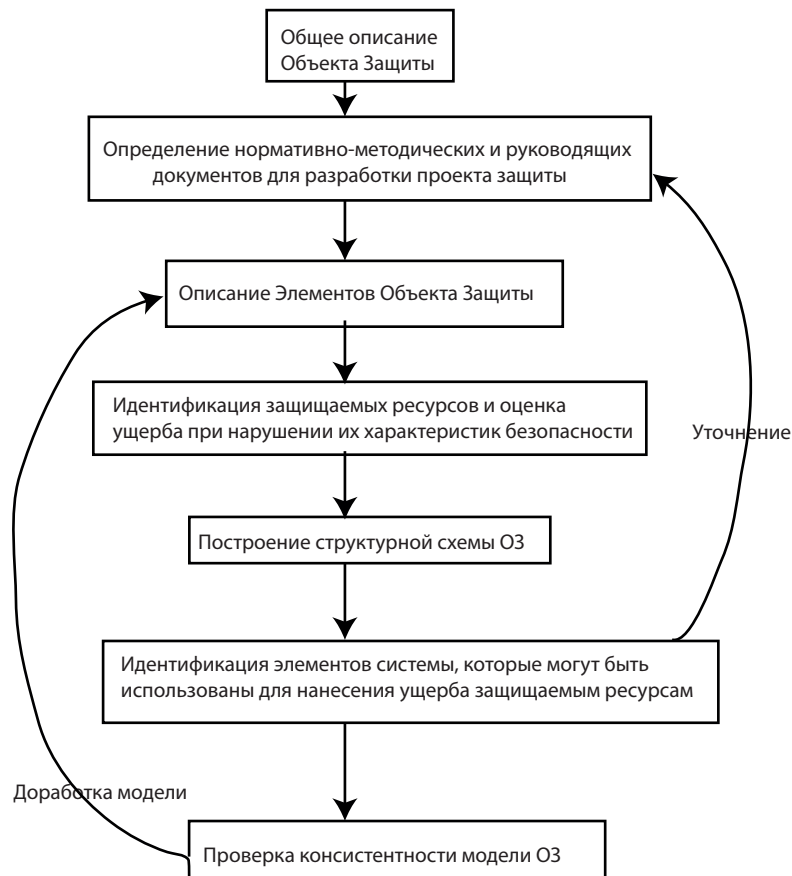 Общее описание
Объекта Защиты
Определение нормативно-методических и руководящих
документов для разработки проекта защиты
Описание Элементов Объекта Защиты
Идентификация защищаемых ресурсов и оценка
ущерба при нарушении их характеристик безопасности
Уточнение
Построение структурной схемы ОЗ
Идентификация элементов системы, которые могут быть
использованы для нанесения ущерба защищаемым ресурсам
Доработка модели
Проверка консистентности модели ОЗ